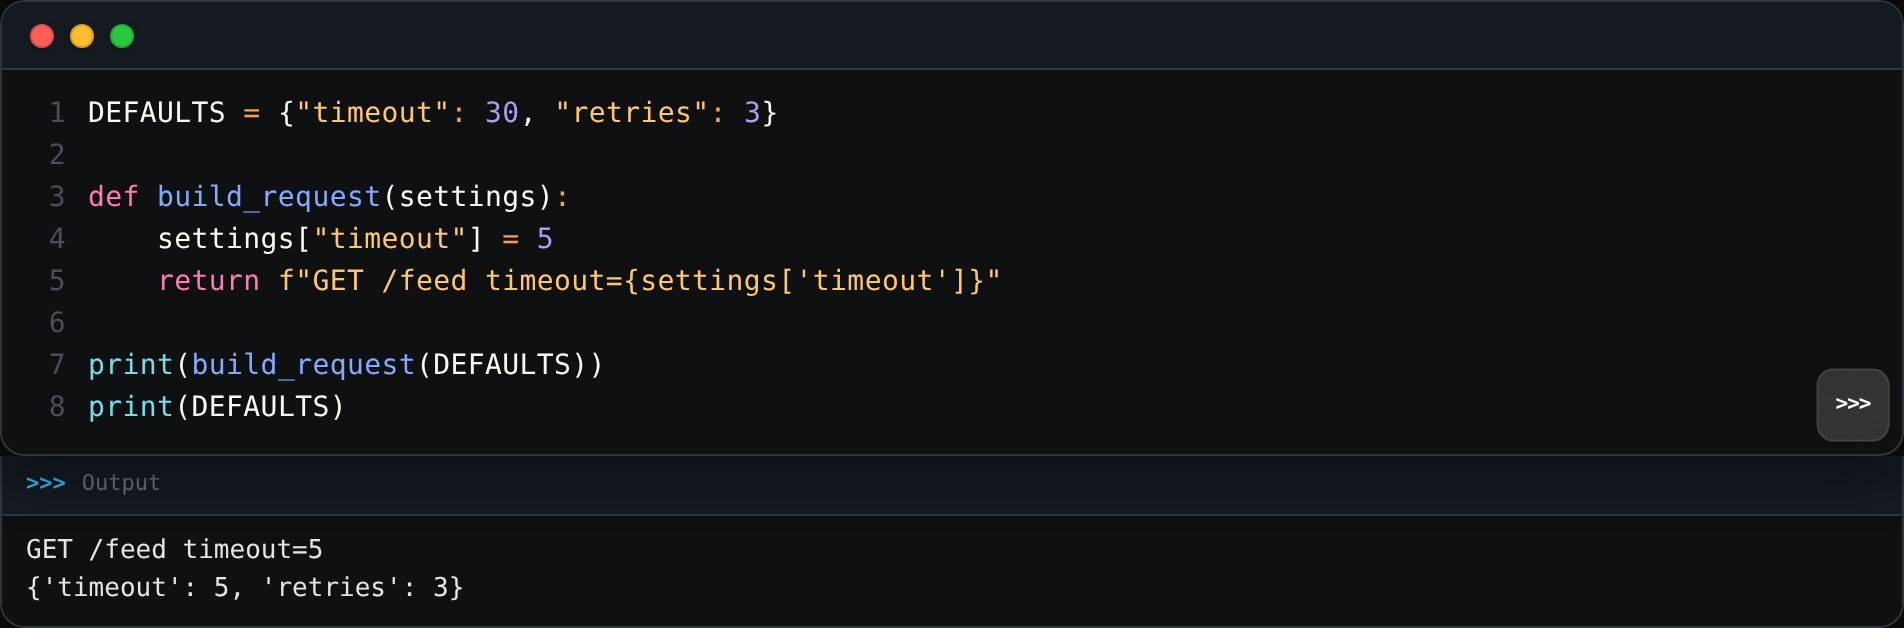 1 DEFAULTS = {"timeout": 30, "retries": 3}
2
3 def build_request(settings):
4     settings["timeout"] = 5
5     return f"GET /feed timeout={settings['timeout']}"
6
7 print(build_request(DEFAULTS))
8 print(DEFAULTS)
>>>
>>> Output
GET /feed timeout=5
{'timeout': 5, 'retries': 3}